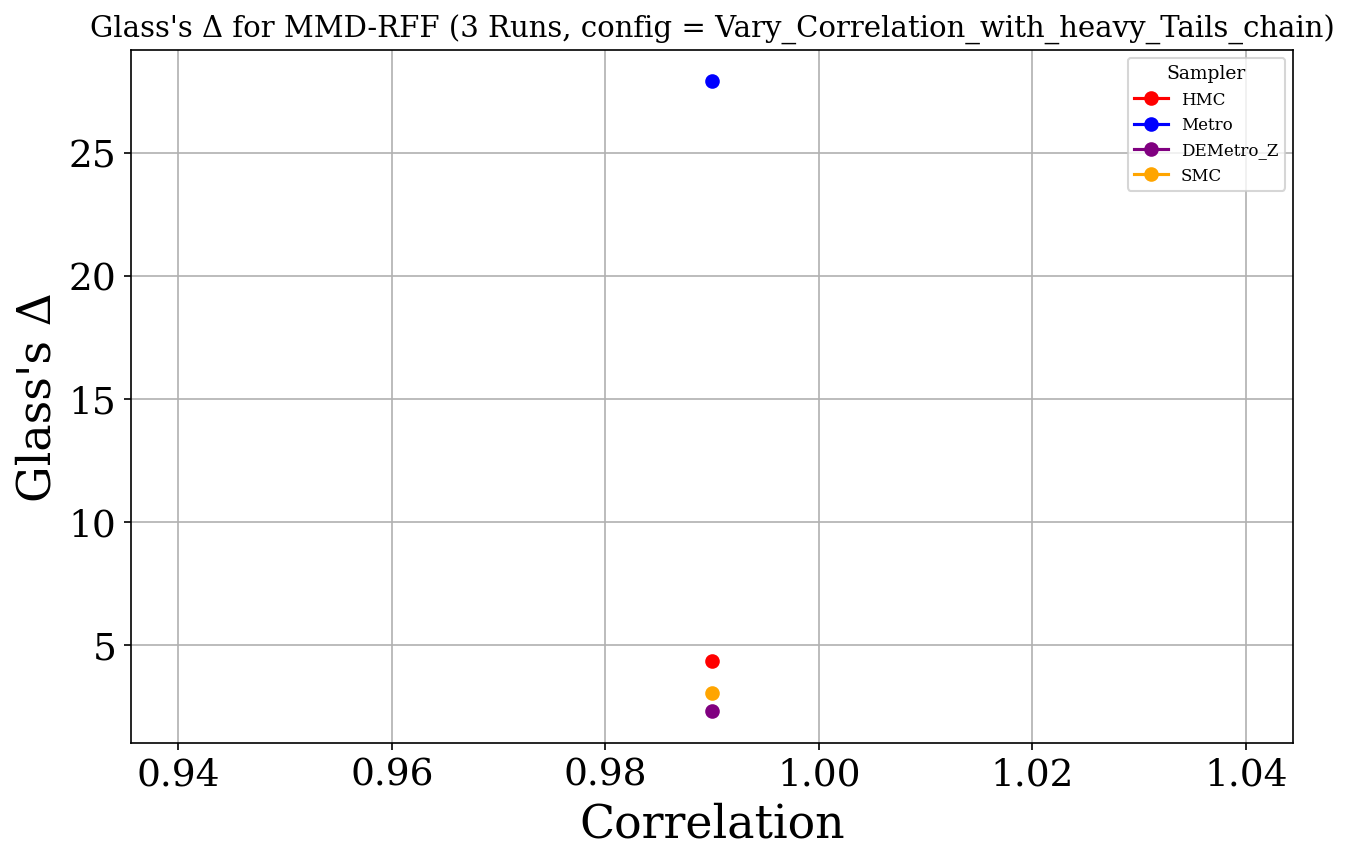 Glass's Δ for MMD-RFF (3 Runs, config = Vary_Correlation_with_heavy_Tails_chain)
Sampler
HMC
Metro
DEMetro_Z
SMC
25
20
15
10
5
Glass's Δ
0.94 0.96 0.98 1.00 1.02 1.04
Correlation